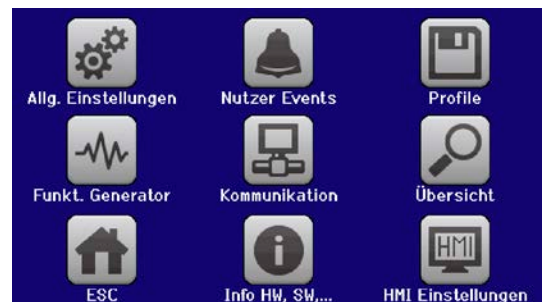 Allg. Einstellungen
Nutzer Events
Profile
Funkt. Generator
Kommunikation
Übersicht
HMI
ESC
Info HW, SW,...
HMI Einstellungen